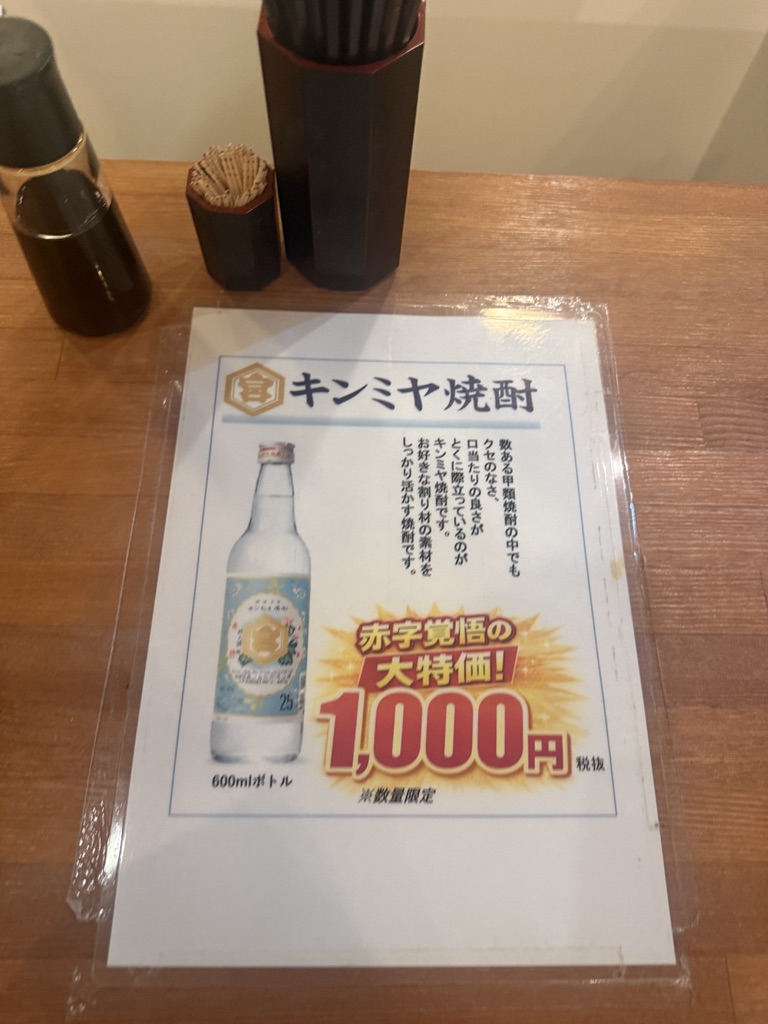 宮
キンミヤ焼酎
数ある甲類焼酎の中でも
クセのなさ、
口当たりの良さが
とくに際立っているのが
キンミヤ焼酎です。
お好きな割り材の素材を
しっかり活かす焼酎です。
25
赤字覚悟の
大特価!
1,000円 税抜
600mlボトル
※数量限定